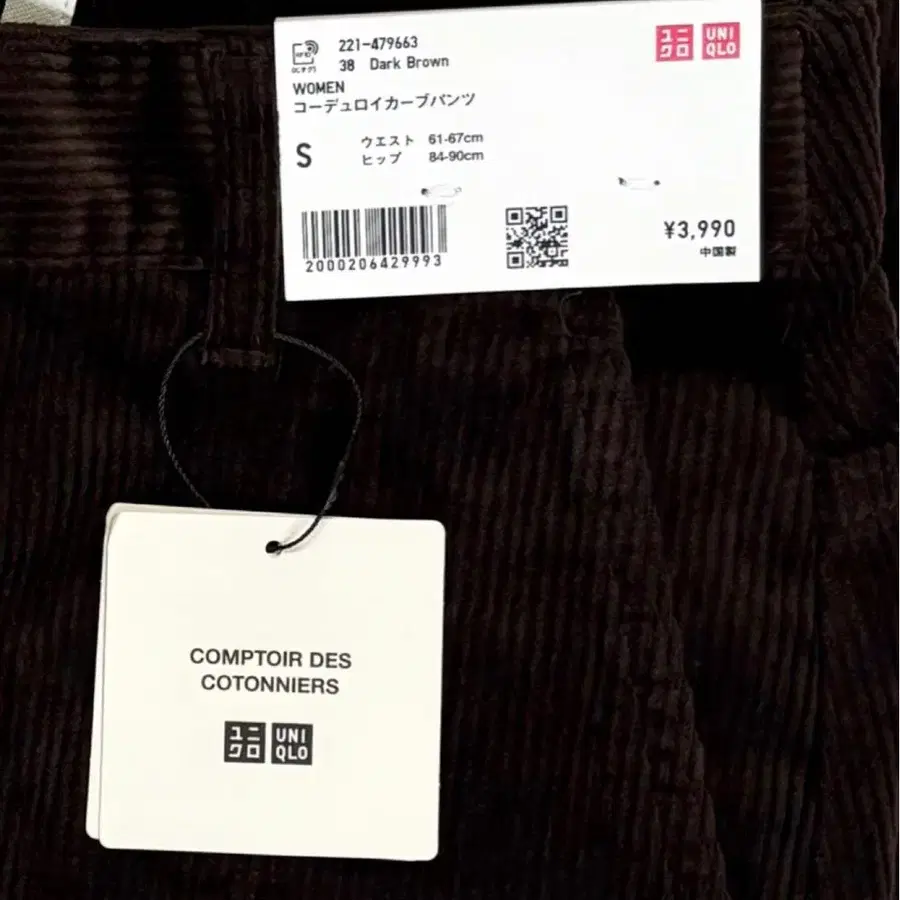 221-479663
38 Dark Brown
WOMEN
コーデュロイカーブパンツ
ユニクロ UNIQLO
S
ウエスト 61-67cm
ヒップ 84-90cm
2000206429993
¥3,990
中国製
COMPTOIR DES
COTONNIERS
ユニクロ UNIQLO